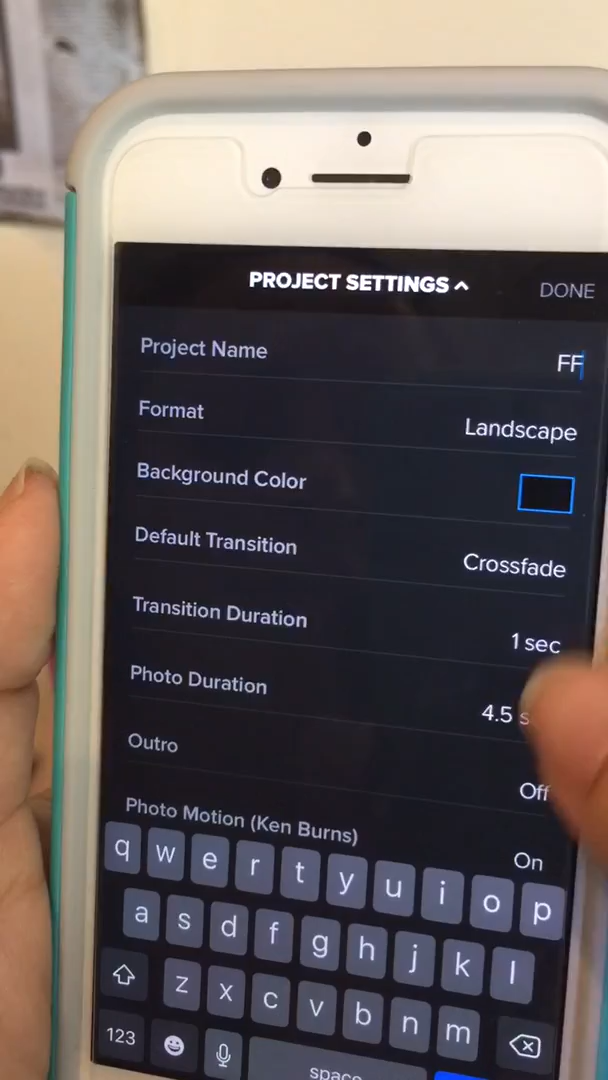 PROJECT SETTINGS ^ DONE
Project Name FF
Format Landscape
Background Color
Default Transition Crossfade
Transition Duration 1 sec
Photo Duration 4.5 s
Outro Off
Photo Motion (Ken Burns) On
q w e r t y u i o p
a s d f g h j k l
z x c v b n m
123 space